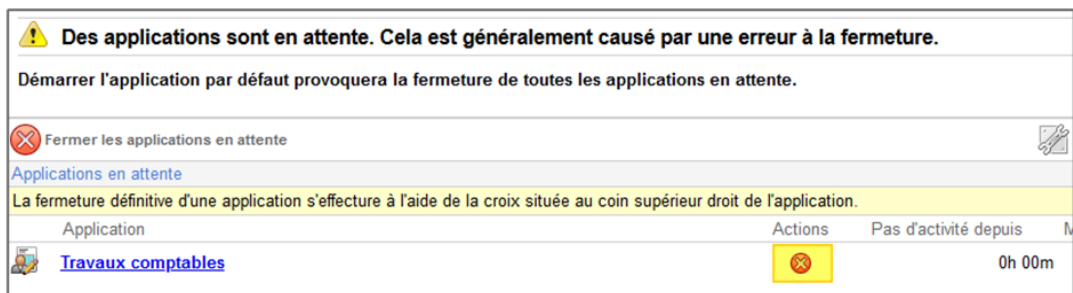 Des applications sont en attente. Cela est généralement causé par une erreur à la fermeture.
Démarrer l'application par défaut provoquera la fermeture de toutes les applications en attente.
Fermer les applications en attente
Applications en attente
La fermeture définitive d'une application s'effecture à l'aide de la croix située au coin supérieur droit de l'application.
Application Actions Pas d'activité depuis M
Travaux comptables 0h 00m